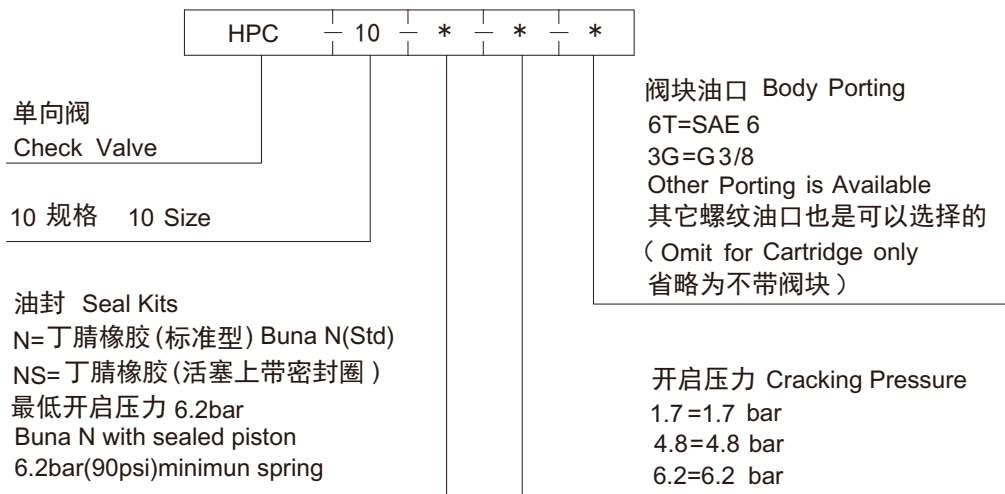 HPC - 10 - * - * - *
单向阀
Check Valve
10 规格 10 Size
油封 Seal Kits
N=丁腈橡胶(标准型) Buna N(Std)
NS=丁腈橡胶(活塞上带密封圈)
最低开启压力 6.2bar
Buna N with sealed piston
6.2bar(90psi)minimun spring
阀块油口 Body Porting
6T=SAE 6
3G=G3/8
Other Porting is Available
其它螺纹油口也是可以选择的
(Omit for Cartridge only
省略为不带阀块)
开启压力 Cracking Pressure
1.7=1.7 bar
4.8=4.8 bar
6.2=6.2 bar